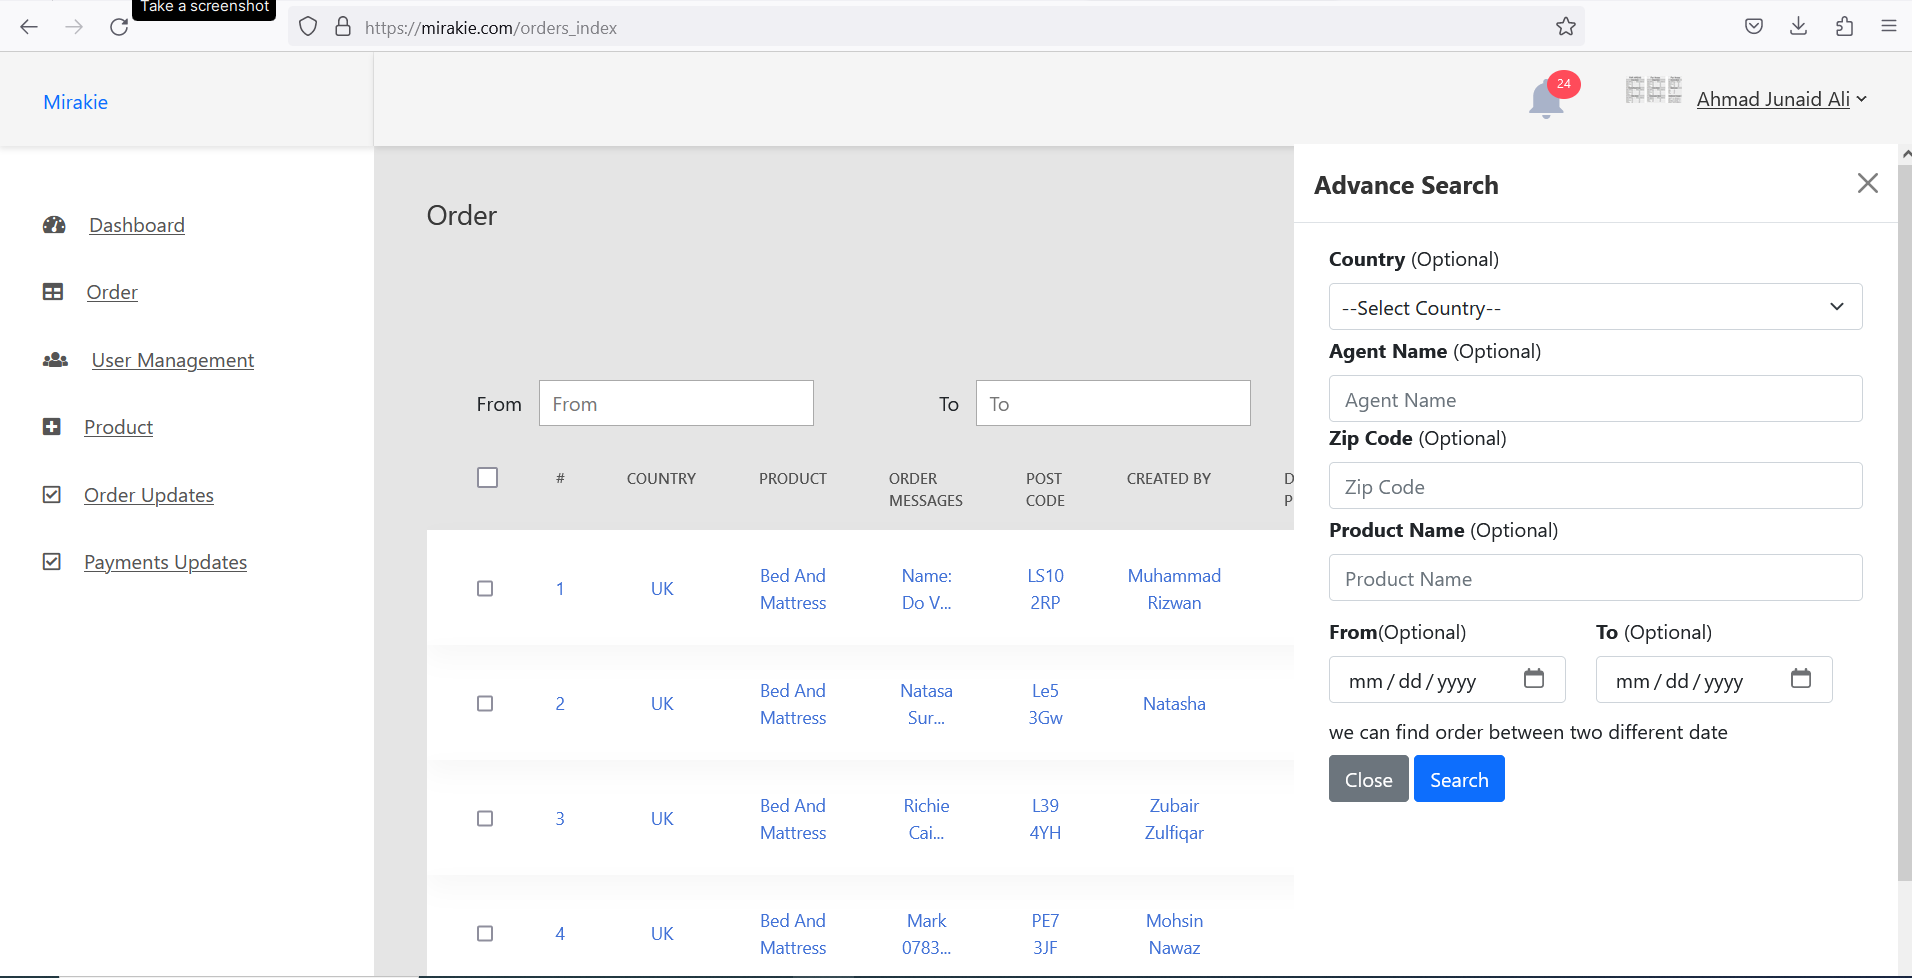 Take a screenshot
https://mirakie.com/orders_index
Mirakie
24
Ahmad Junaid Ali
Dashboard
Order
User Management
Product
Order Updates
Payments Updates
Order
From From To To
# COUNTRY PRODUCT ORDER MESSAGES POST CODE CREATED BY D P
1 UK Bed And Mattress Name: Do V... LS10 2RP Muhammad Rizwan
2 UK Bed And Mattress Natasa Sur... Le5 3Gw Natasha
3 UK Bed And Mattress Richie Cai... L39 4YH Zubair Zulfiqar
4 UK Bed And Mattress Mark 0783... PE7 3JF Mohsin Nawaz
Advance Search
Country (Optional)
--Select Country--
Agent Name (Optional)
Agent Name
Zip Code (Optional)
Zip Code
Product Name (Optional)
Product Name
From(Optional) To (Optional)
mm / dd / yyyy mm / dd / yyyy
we can find order between two different date
Close Search